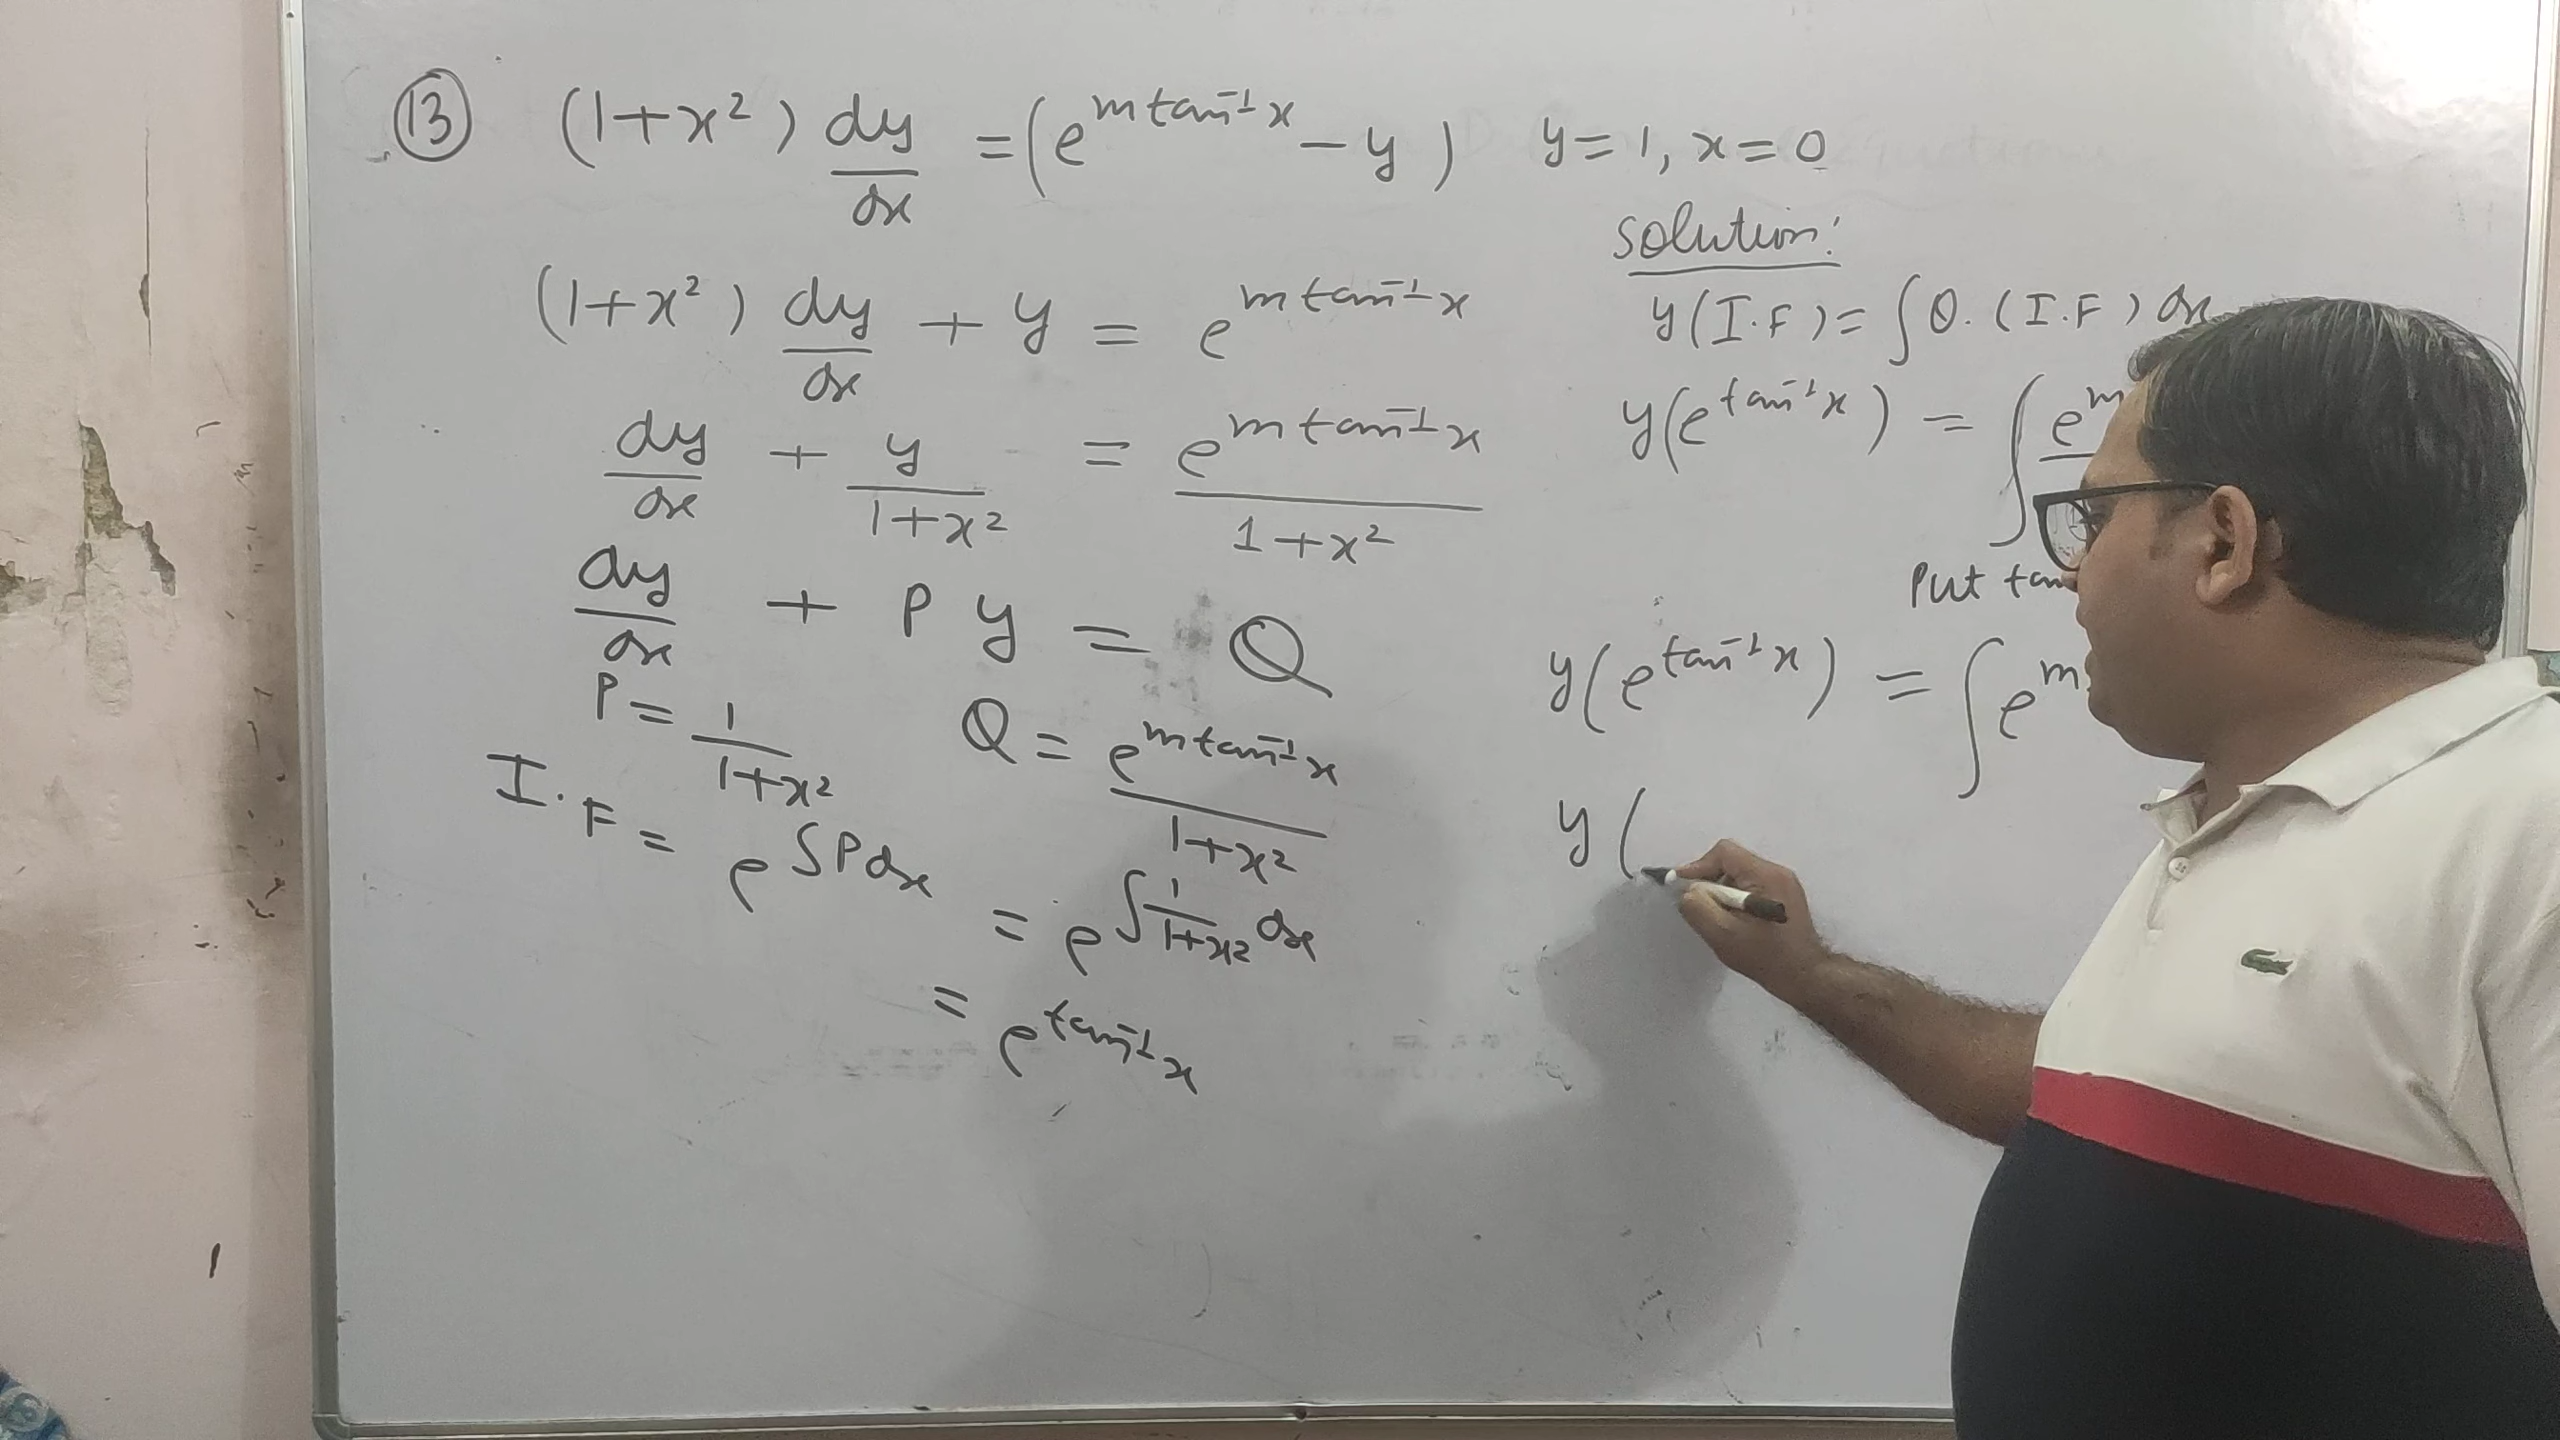 (13) (1+x²) dy/dx = (e^{m tan⁻¹x} − y) y=1, x=0
(1+x²) dy/dx + y = e^{m tan⁻¹x}
dy/dx + y/(1+x²) = e^{m tan⁻¹x}/(1+x²)
dy/dx + P y = Q
P = 1/(1+x²) Q = e^{m tan⁻¹x}/(1+x²)
I.F = e^{∫Pdx} = e^{∫1/(1+x²) dx}
= e^{tan⁻¹x}
solution:
y(I.F) = ∫Q.(I.F) dx
y(e^{tan⁻¹x}) = ∫ e^{m
Put tan
y(e^{tan⁻¹x}) = ∫ e^{m
y(